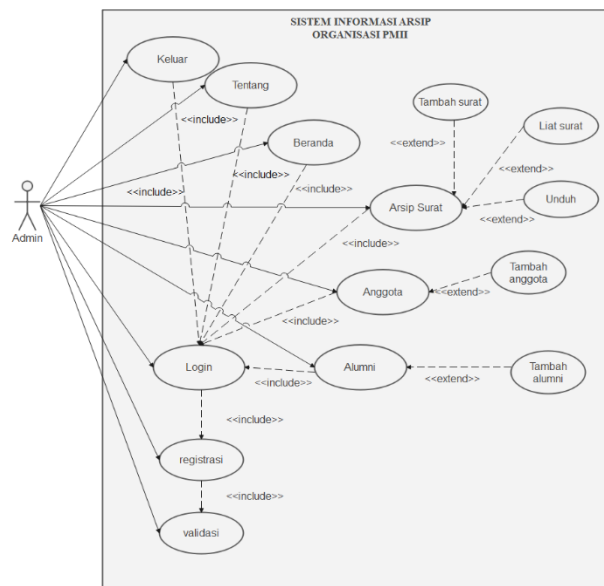 SISTEM INFORMASI ARSIP
ORGANISASI PMII
Keluar
Tentang
Tambah surat
<<include>>
Liat surat
<<extend>>
Beranda
<<extend>>
<<include>>
<<include>>
Arsip Surat
Unduh
<<extend>>
Admin
<<include>>
Anggota
Tambah
anggota
<<extend>>
<<include>>
Login
Alumni
<<include>>
<<extend>>
Tambah
alumni
<<include>>
registrasi
<<include>>
validasi